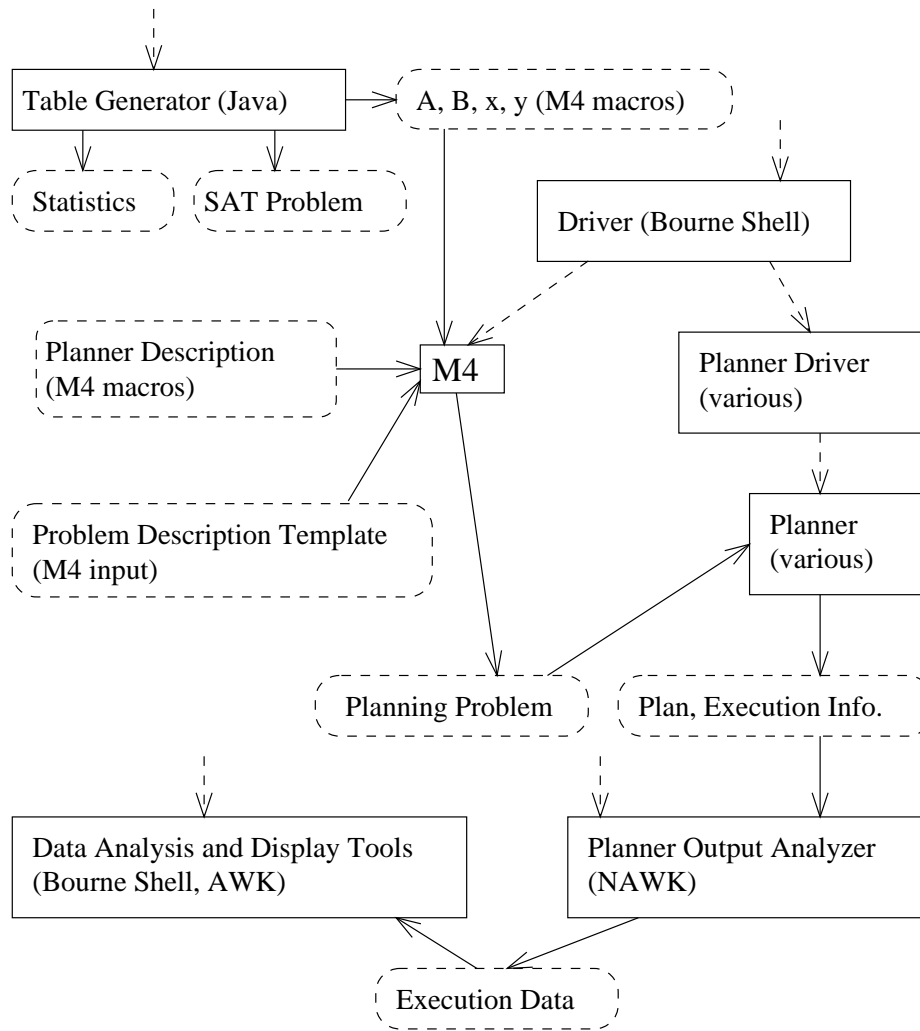 Table Generator (Java)
A, B, x, y (M4 macros)
Statistics
SAT Problem
Driver (Bourne Shell)
Planner Description
(M4 macros)
M4
Planner Driver
(various)
Problem Description Template
(M4 input)
Planner
(various)
Planning Problem
Plan, Execution Info.
Data Analysis and Display Tools
(Bourne Shell, AWK)
Planner Output Analyzer
(NAWK)
Execution Data